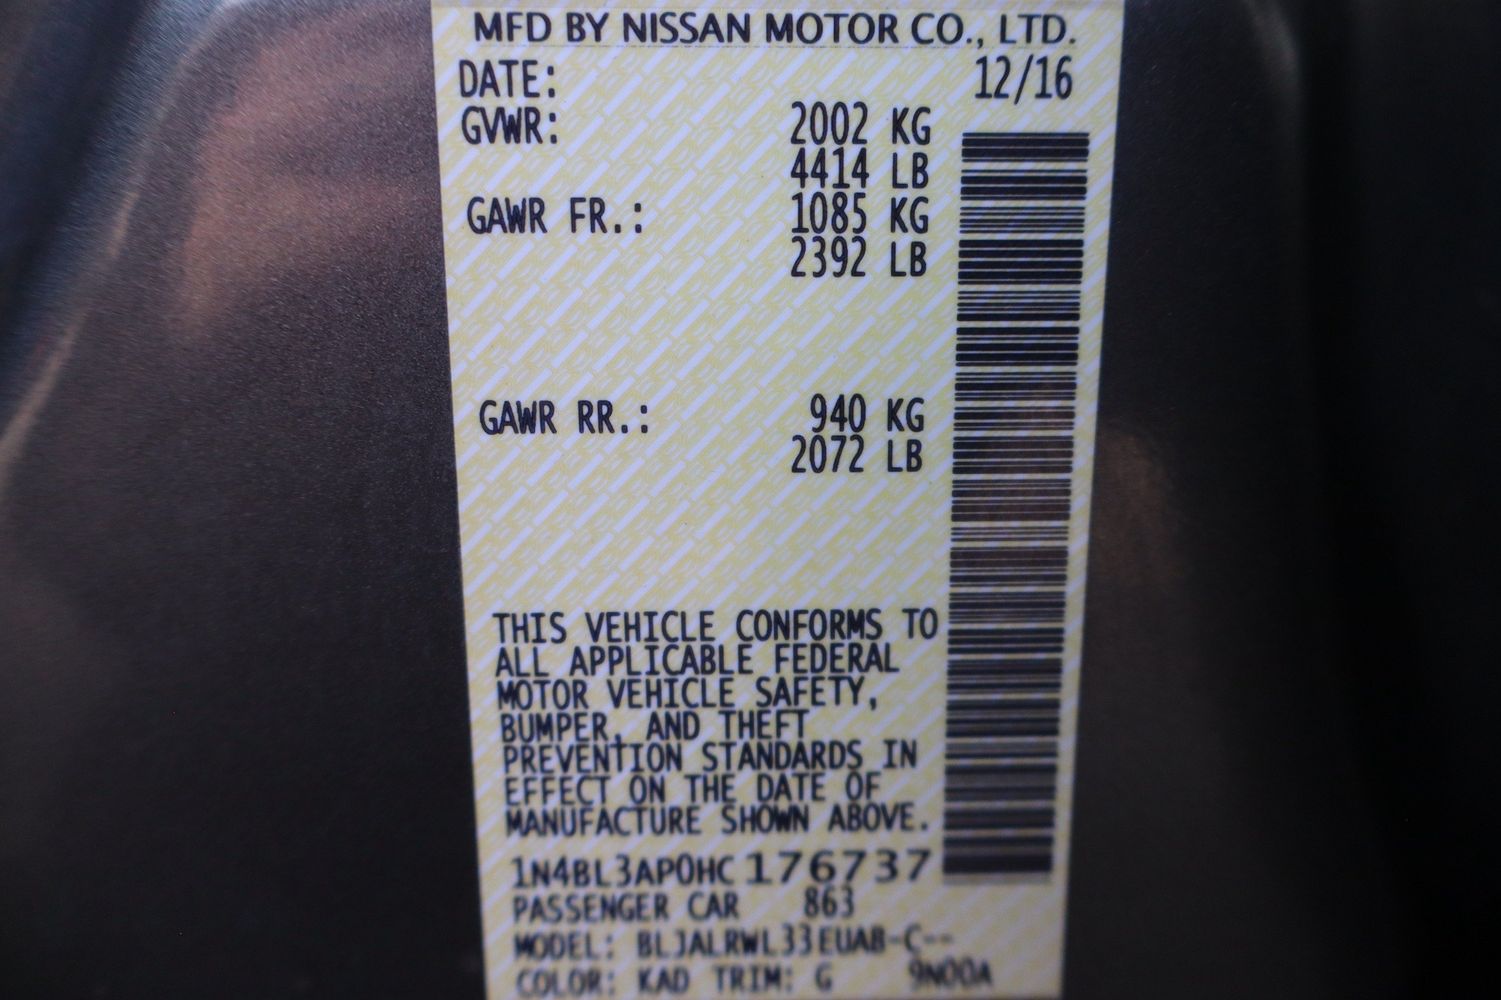 MFD BY NISSAN MOTOR CO., LTD.
DATE: 12/16
GVWR: 2002 KG
4414 LB
GAWR FR.: 1085 KG
2392 LB
GAWR RR.: 940 KG
2072 LB
THIS VEHICLE CONFORMS TO
ALL APPLICABLE FEDERAL
MOTOR VEHICLE SAFETY,
BUMPER, AND THEFT
PREVENTION STANDARDS IN
EFFECT ON THE DATE OF
MANUFACTURE SHOWN ABOVE.
1N4BL3AP0HC176737
PASSENGER CAR 863
MODEL: BLJALRWL33EUAB-C--
COLOR: KAD TRIM: G 9N00A